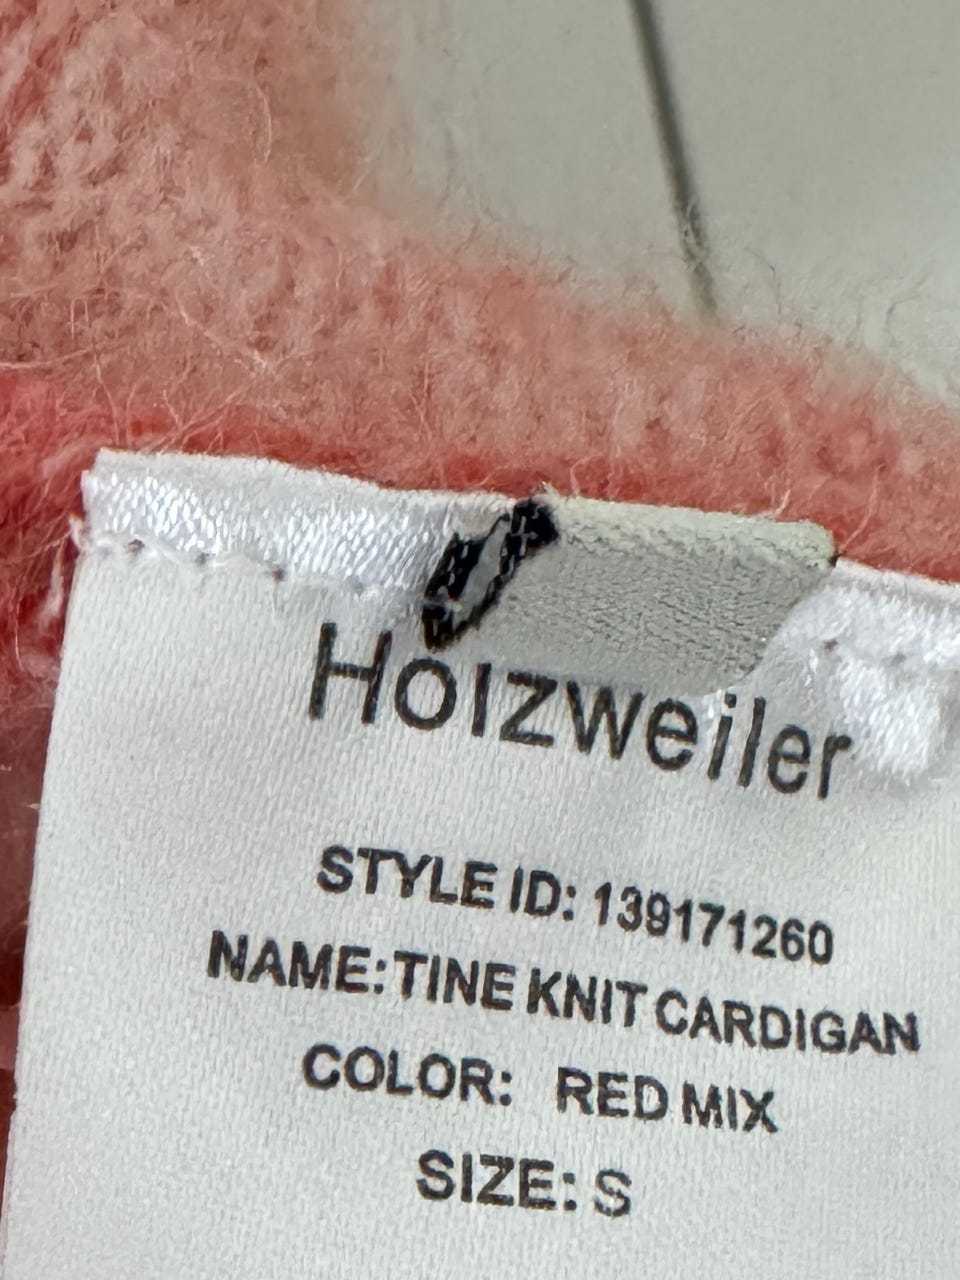 Holzweiler
STYLE ID: 139171260
NAME: TINE KNIT CARDIGAN
COLOR: RED MIX
SIZE: S